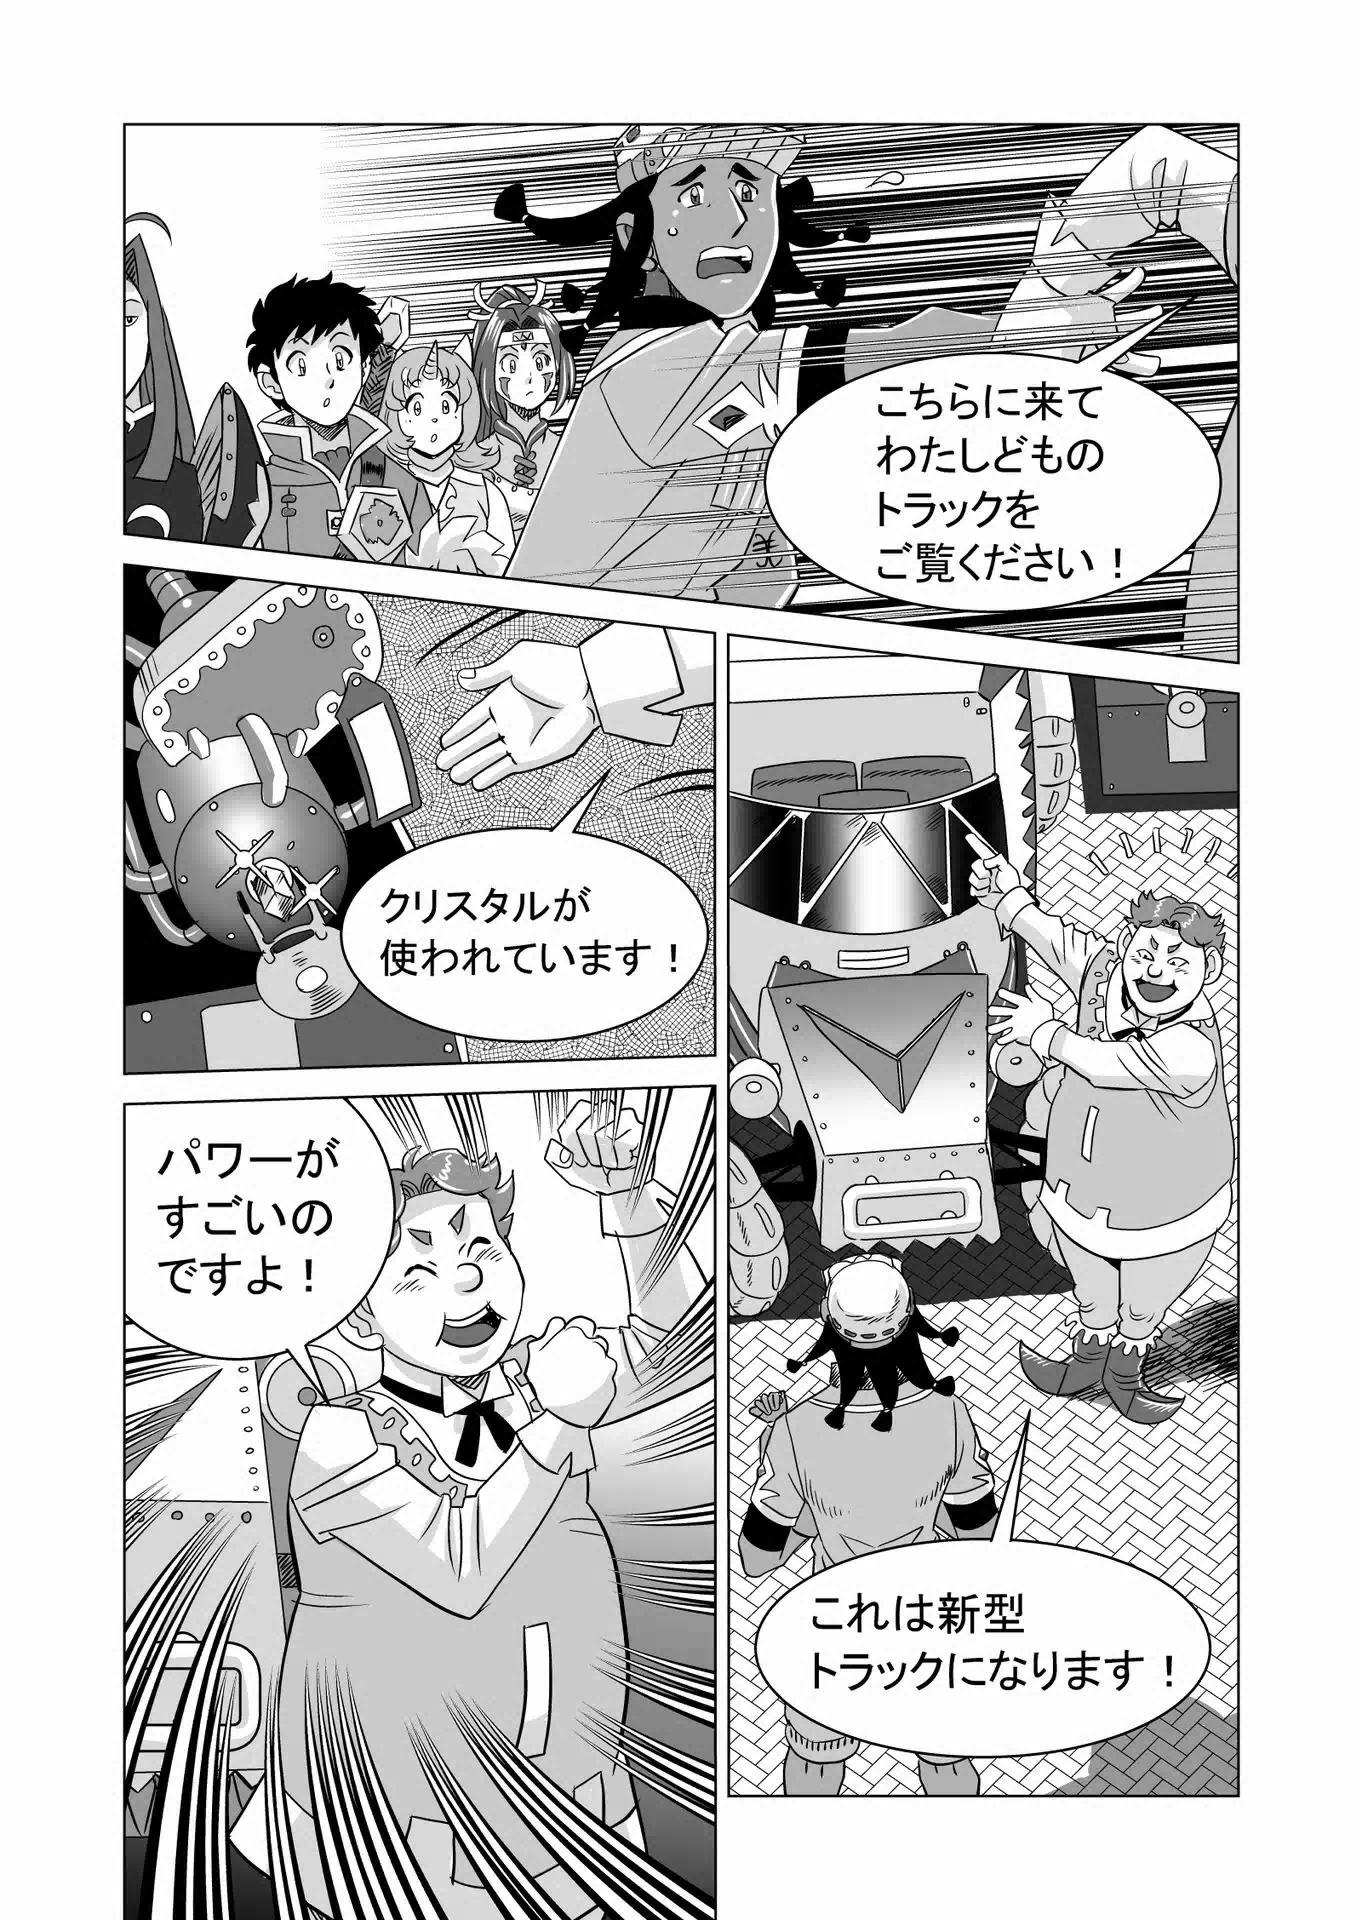 こちらに来て
わたしどもの
トラックを
ご覧ください！
これは新型
トラックになります！
クリスタルが
使われています！
パワーが
すごいの
ですよ！